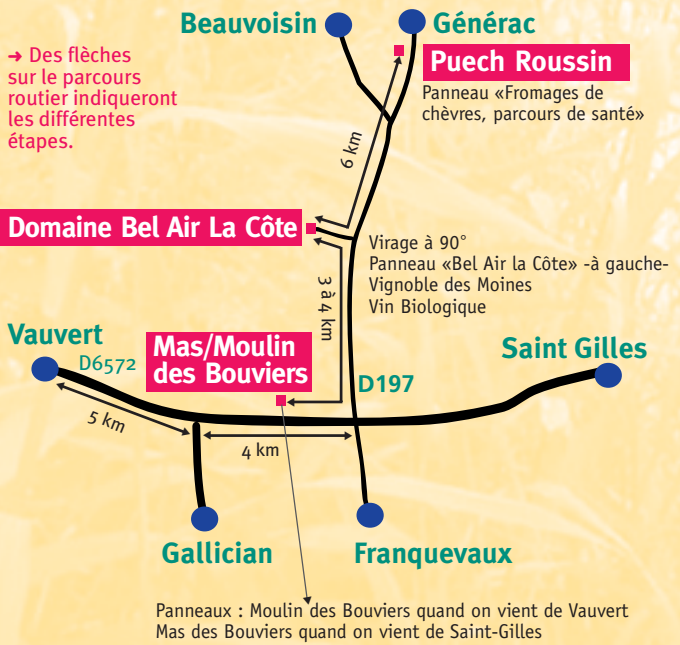 Beauvoisin
Générac
→ Des flèches
sur le parcours
routier indiqueront
les différentes
étapes.
Puech Roussin
Panneau «Fromages de
chèvres, parcours de santé»
6 km
Domaine Bel Air La Côte
Virage à 90°
Panneau «Bel Air la Côte» -à gauche-
Vignoble des Moines
Vin Biologique
3 à 4 km
Vauvert
D6572
Mas/Moulin
des Bouviers
Saint Gilles
D197
5 km
4 km
Gallician
Franquevaux
Panneaux : Moulin des Bouviers quand on vient de Vauvert
Mas des Bouviers quand on vient de Saint-Gilles